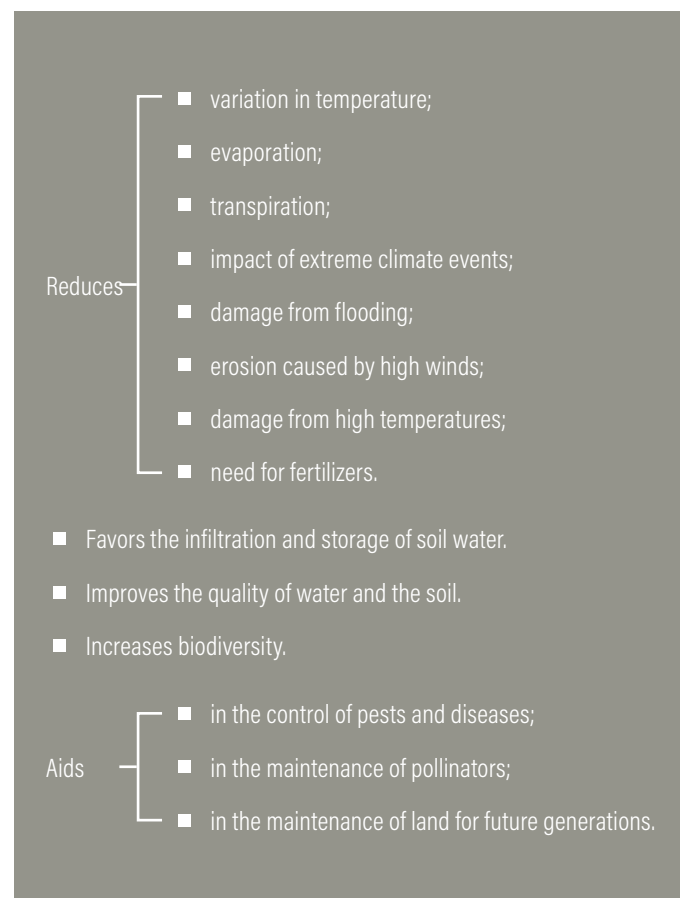 Reduces
variation in temperature;
evaporation;
transpiration;
impact of extreme climate events;
damage from flooding;
erosion caused by high winds;
damage from high temperatures;
need for fertilizers.
Favors the infiltration and storage of soil water.
Improves the quality of water and the soil.
Increases biodiversity.
Aids
in the control of pests and diseases;
in the maintenance of pollinators;
in the maintenance of land for future generations.